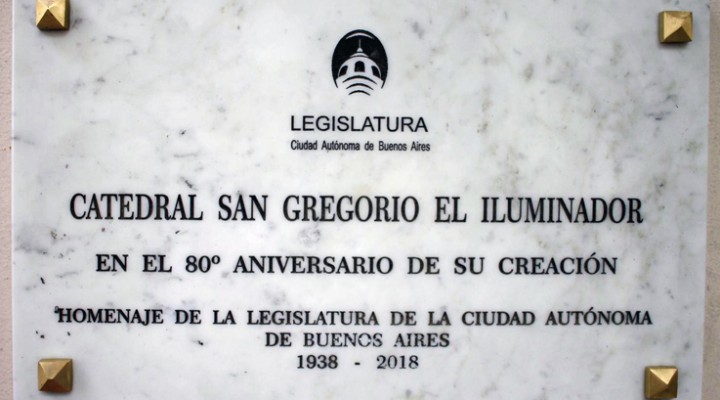 LEGISLATURA
Ciudad Autónoma de Buenos Aires
CATEDRAL SAN GREGORIO EL ILUMINADOR
EN EL 80º ANIVERSARIO DE SU CREACIÓN
HOMENAJE DE LA LEGISLATURA DE LA CIUDAD AUTÓNOMA
DE BUENOS AIRES
1938 - 2018